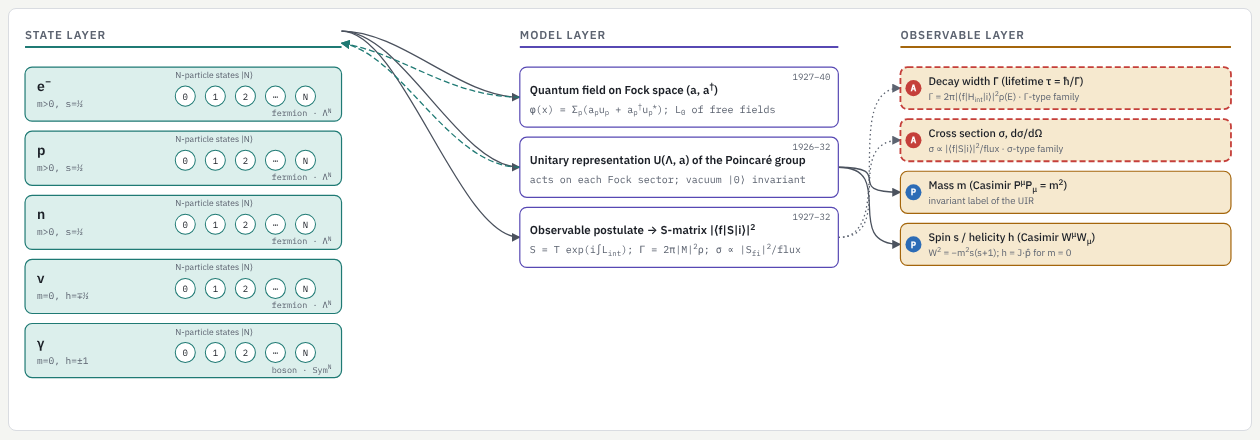 STATE LAYER
e⁻
m>0, s=½
N-particle states |N⟩
0 1 2 ⋯ N
fermion · Λᴺ
p
m>0, s=½
N-particle states |N⟩
0 1 2 ⋯ N
fermion · Λᴺ
n
m>0, s=½
N-particle states |N⟩
0 1 2 ⋯ N
fermion · Λᴺ
ν
m=0, h=∓½
N-particle states |N⟩
0 1 2 ⋯ N
fermion · Λᴺ
γ
m=0, h=±1
N-particle states |N⟩
0 1 2 ⋯ N
boson · Symᴺ
MODEL LAYER
1927–40
Quantum field on Fock space (a, a†)
φ(x) = Σₚ(aₚuₚ + aₚ†uₚ*); L₀ of free fields
1926–32
Unitary representation U(Λ, a) of the Poincaré group
acts on each Fock sector; vacuum |0⟩ invariant
1927–32
Observable postulate → S-matrix |⟨f|S|i⟩|²
S = T exp(i∫L_int); Γ = 2π|M|²ρ; σ ∝ |S_fi|²/flux
OBSERVABLE LAYER
A
Decay width Γ (lifetime τ = ħ/Γ)
Γ = 2π|⟨f|H_int|i⟩|²ρ(E) · Γ-type family
A
Cross section σ, dσ/dΩ
σ ∝ |⟨f|S|i⟩|²/flux · σ-type family
P
Mass m (Casimir P^μP_μ = m²)
invariant label of the UIR
P
Spin s / helicity h (Casimir W^μW_μ)
W² = −m²s(s+1); h = J·p̂ for m = 0